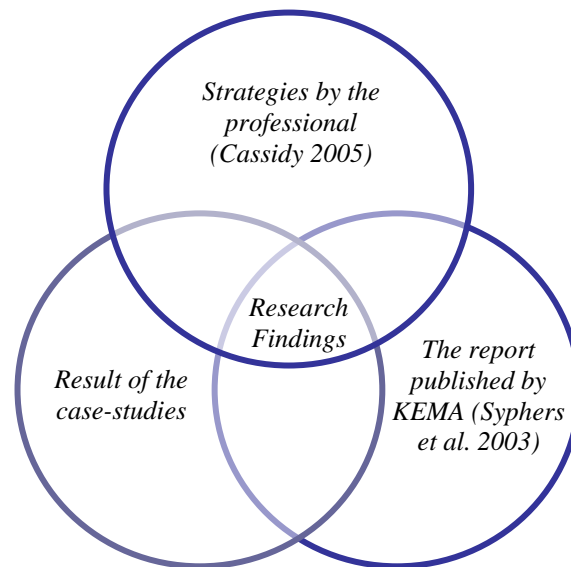 Strategies by the
professional
(Cassidy 2005)
Research
Findings
Result of the
case-studies
The report
published by
KEMA (Syphers
et al. 2003)